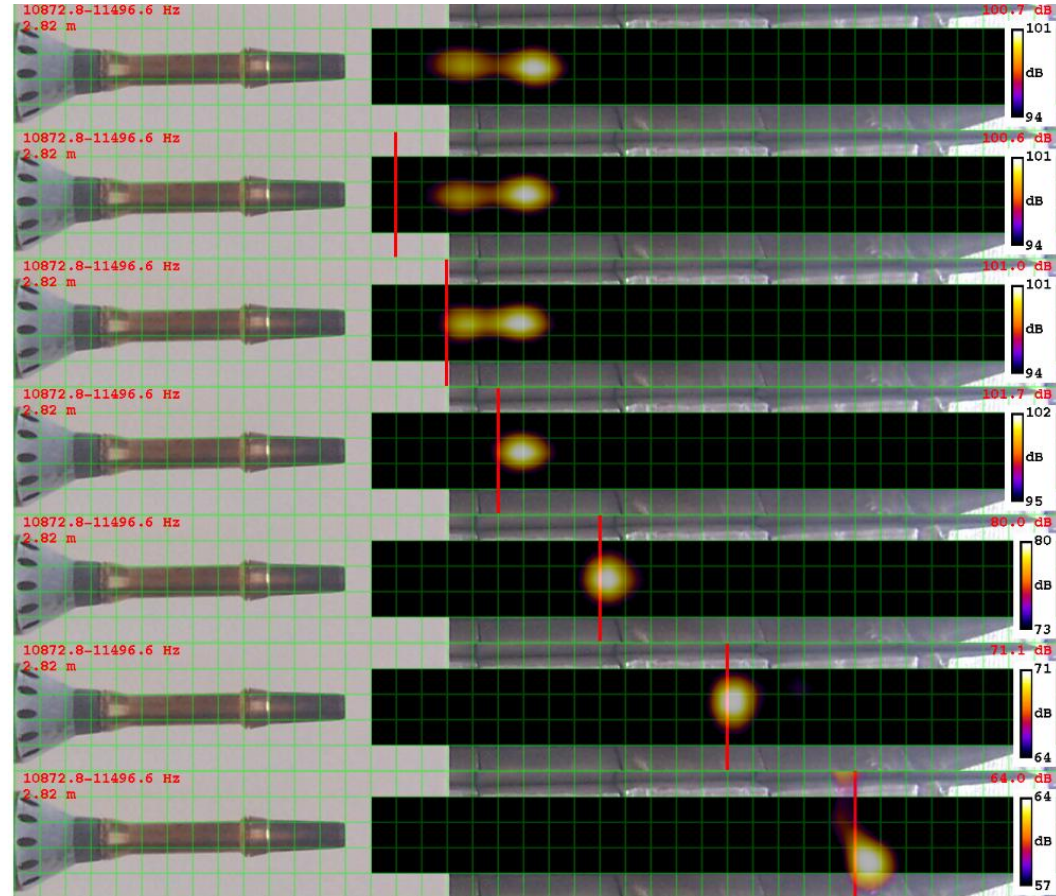 10872.8-11496.6 Hz 100.7 dB
2.82 m
101
dB
94
10872.8-11496.6 Hz 100.6 dB
2.82 m
101
dB
94
10872.8-11496.6 Hz 101.0 dB
2.82 m
101
dB
94
10872.8-11496.6 Hz 101.7 dB
2.82 m
102
dB
95
10872.8-11496.6 Hz 80.0 dB
2.82 m
80
dB
73
10872.8-11496.6 Hz 71.1 dB
2.82 m
71
dB
64
10872.8-11496.6 Hz 64.0 dB
2.82 m
64
dB
57